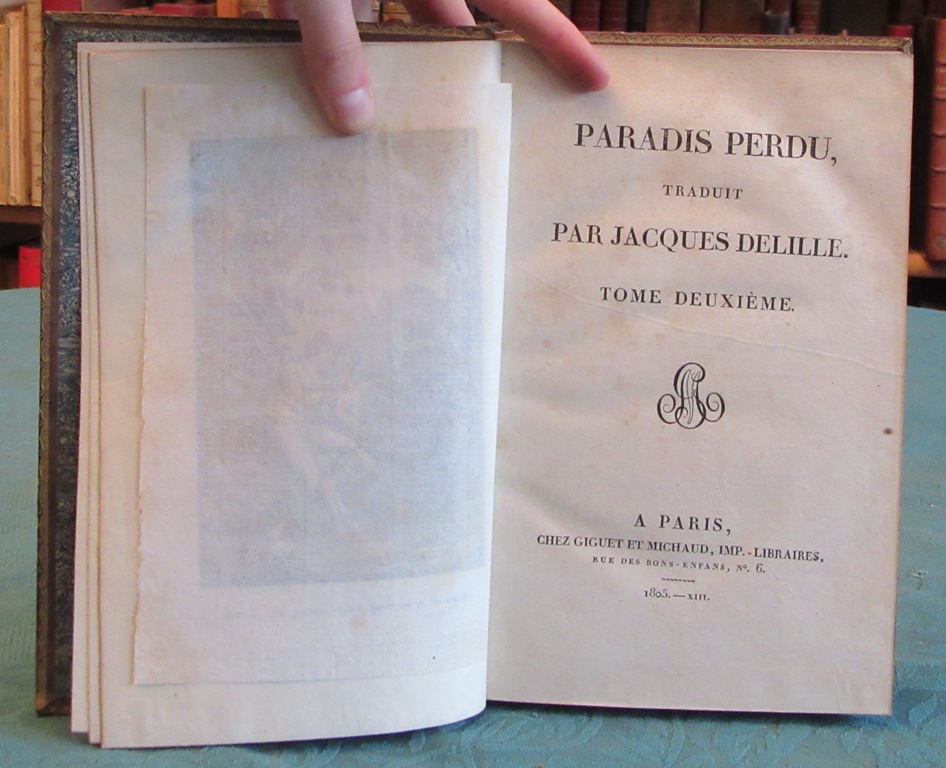 PARADIS PERDU,
TRADUIT
PAR JACQUES DELILLE.
TOME DEUXIÈME.
A PARIS,
CHEZ GIGUET ET MICHAUD, IMP.-LIBRAIRES,
RUE DES BONS-ENFANS, Nº. 6.
1805.—XIII.